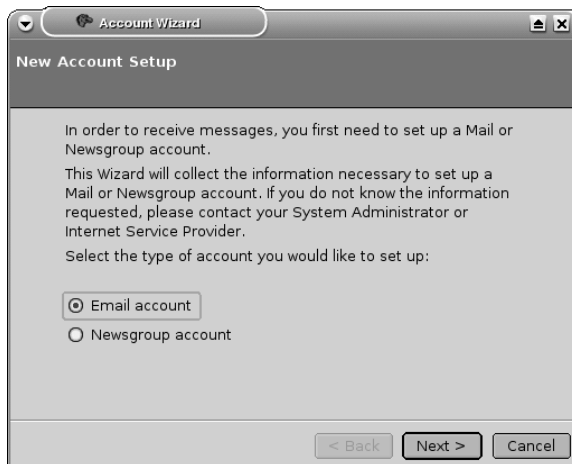 Account Wizard
New Account Setup
In order to receive messages, you first need to set up a Mail or
Newsgroup account.
This Wizard will collect the information necessary to set up a
Mail or Newsgroup account. If you do not know the information
requested, please contact your System Administrator or
Internet Service Provider.
Select the type of account you would like to set up:
Email account
Newsgroup account
< Back Next > Cancel